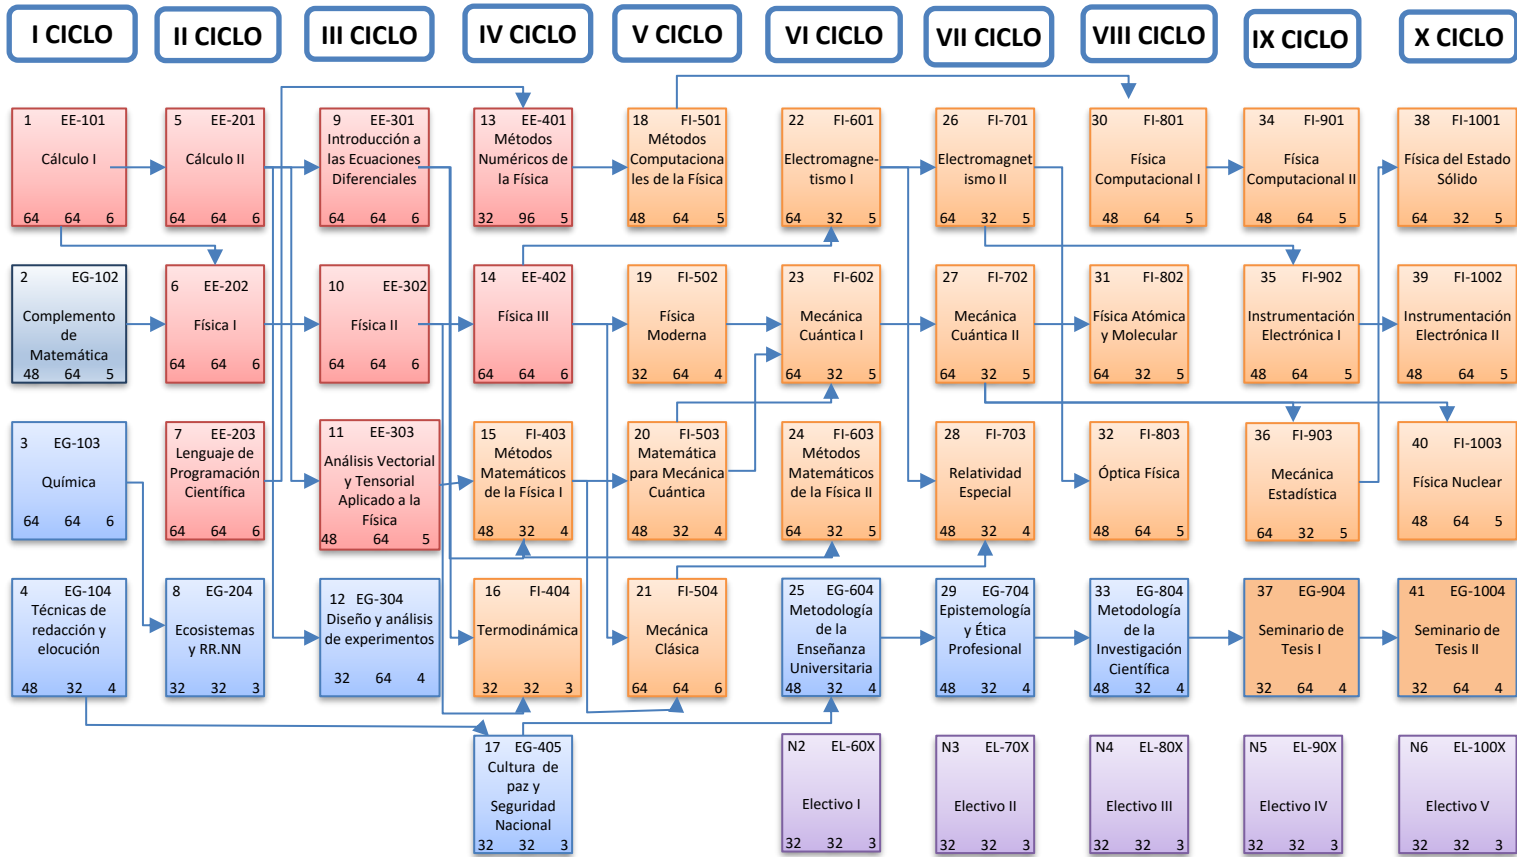 I CICLO
II CICLO
III CICLO
IV CICLO
V CICLO
VI CICLO
VII CICLO
VIII CICLO
IX CICLO
X CICLO
1 EE-101
Cálculo I
64 64 6
2 EG-102
Complemento
de
Matemática
48 64 5
3 EG-103
Química
64 64 6
4 EG-104
Técnicas de
redacción y
elocución
48 32 4
5 EE-201
Cálculo II
64 64 6
6 EE-202
Física I
64 64 6
7 EE-203
Lenguaje de
Programación
Científica
64 64 6
8 EG-204
Ecosistemas
y RR.NN
32 32 3
9 EE-301
Introducción a
las Ecuaciones
Diferenciales
64 64 6
10 EE-302
Física II
64 64 6
11 EE-303
Análisis Vectorial
y Tensorial
Aplicado a la
Física
48 64 5
12 EG-304
Diseño y análisis
de experimentos
32 64 4
13 EE-401
Métodos
Numéricos de
la Física
32 96 5
14 EE-402
Física III
64 64 6
15 FI-403
Métodos
Matemáticos
de la Física I
48 32 4
16 FI-404
Termodinámica
32 32 3
17 EG-405
Cultura de
paz y
Seguridad
Nacional
32 32 3
18 FI-501
Métodos
Computaciona
les de la Física
48 64 5
19 FI-502
Física
Moderna
32 64 4
20 FI-503
Matemática
para Mecánica
Cuántica
48 32 4
21 FI-504
Mecánica
Clásica
64 64 6
22 FI-601
Electromagne-
tismo I
64 32 5
23 FI-602
Mecánica
Cuántica I
64 32 5
24 FI-603
Métodos
Matemáticos
de la Física II
64 32 5
25 EG-604
Metodología
de la
Enseñanza
Universitaria
48 32 4
N2 EL-60X
Electivo I
32 32 3
26 FI-701
Electromagnet
ismo II
64 32 5
27 FI-702
Mecánica
Cuántica II
64 32 5
28 FI-703
Relatividad
Especial
48 32 4
29 EG-704
Epistemología
y Ética
Profesional
48 32 4
N3 EL-70X
Electivo II
32 32 3
30 FI-801
Física
Computacional I
48 64 5
31 FI-802
Física Atómica
y Molecular
64 32 5
32 FI-803
Óptica Física
48 64 5
33 EG-804
Metodología
de la
Investigación
Científica
48 32 4
N4 EL-80X
Electivo III
32 32 3
34 FI-901
Física
Computacional II
48 64 5
35 FI-902
Instrumentación
Electrónica I
48 64 5
36 FI-903
Mecánica
Estadística
64 32 5
37 EG-904
Seminario de
Tesis I
32 64 4
N5 EL-90X
Electivo IV
32 32 3
38 FI-1001
Física del Estado
Sólido
64 32 5
39 FI-1002
Instrumentación
Electrónica II
48 64 5
40 FI-1003
Física Nuclear
48 64 5
41 EG-1004
Seminario de
Tesis II
32 64 4
N6 EL-100X
Electivo V
32 32 3